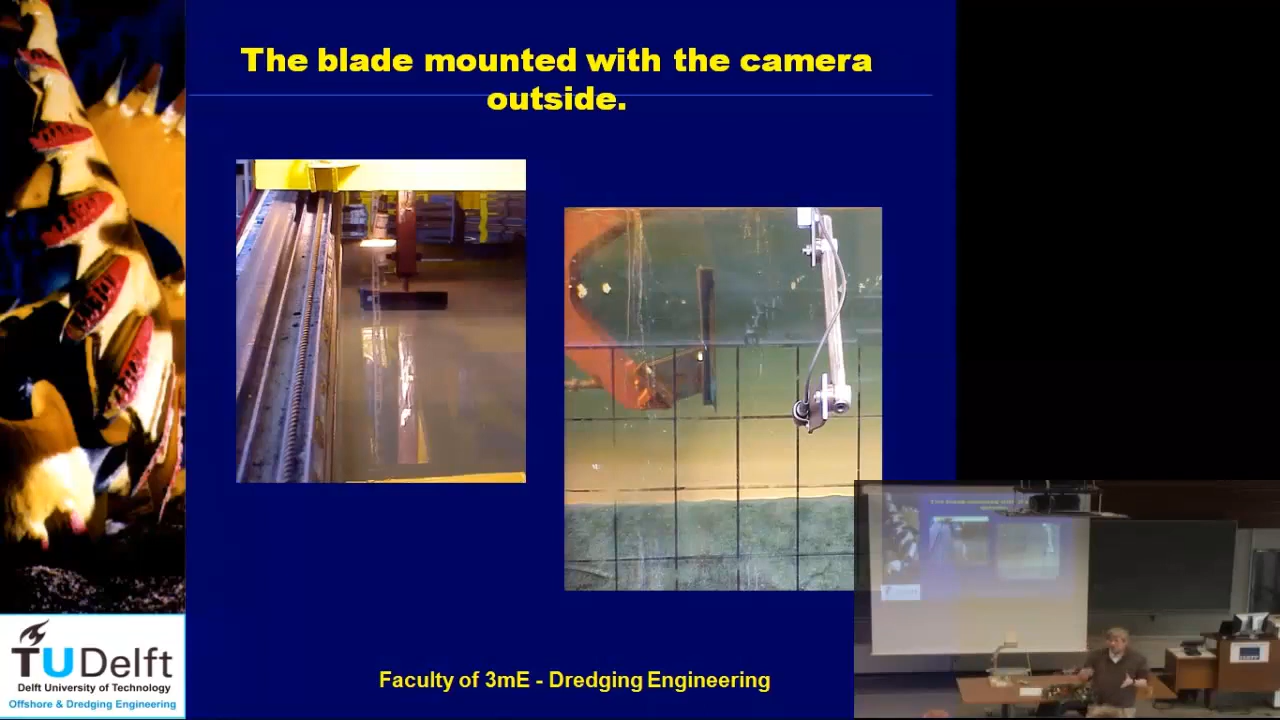 The blade mounted with the camera
outside.
TU Delft
Delft University of Technology
Offshore & Dredging Engineering
Faculty of 3mE - Dredging Engineering